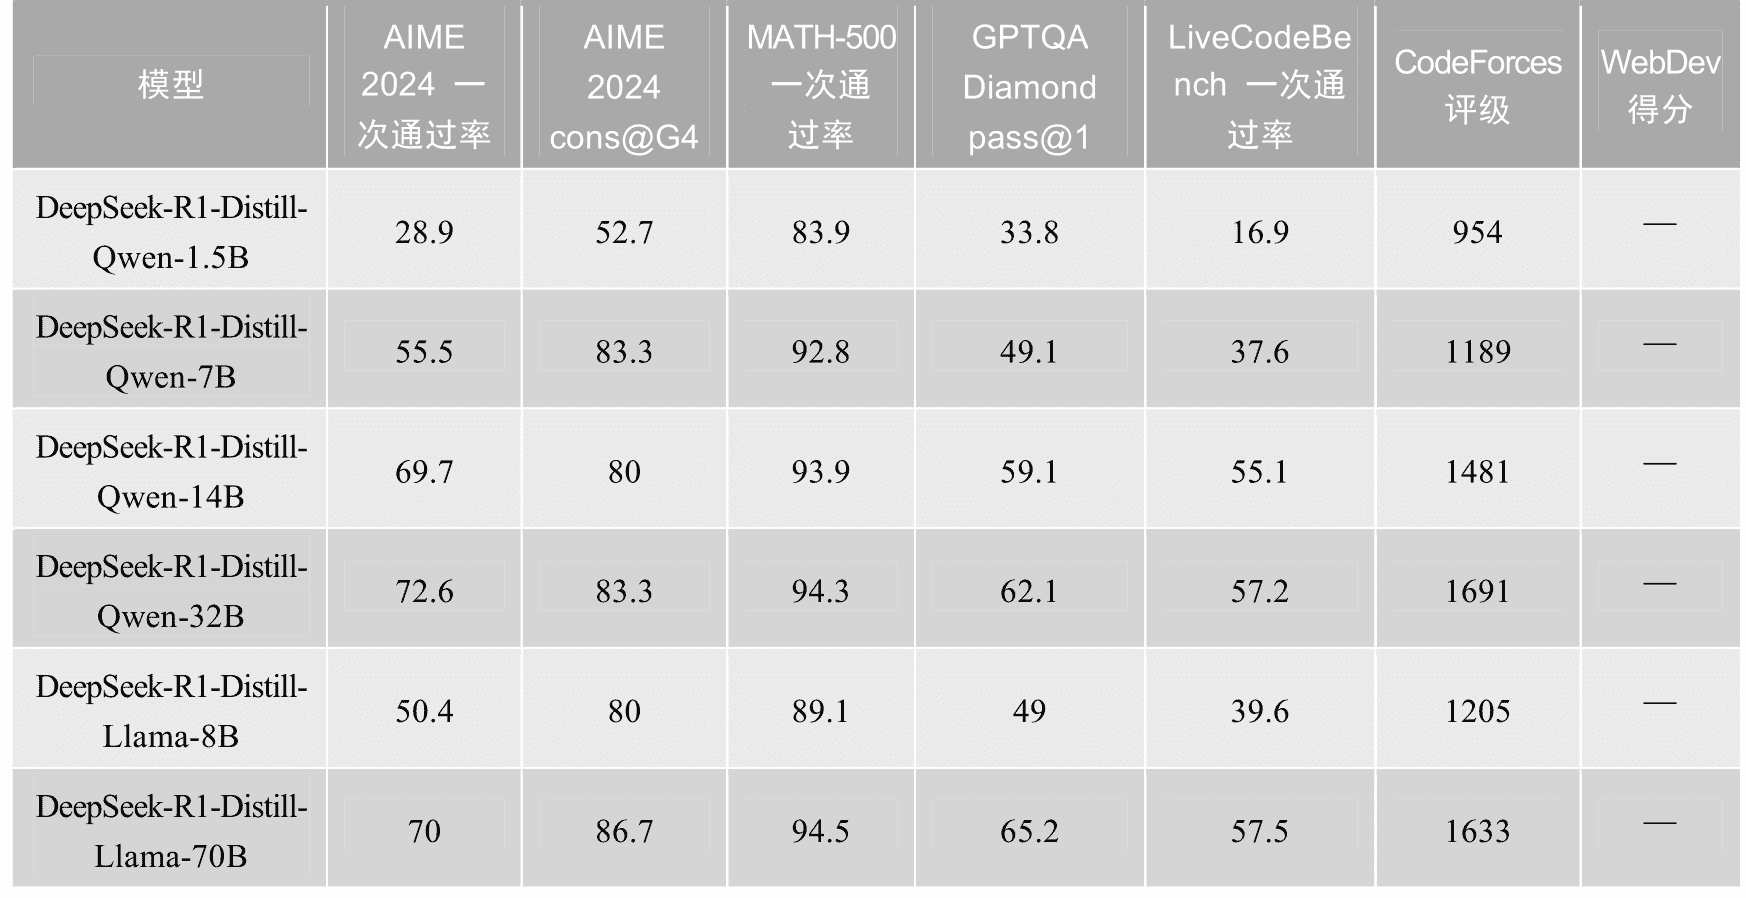 模型
AIME
2024 一
次通过率
AIME
2024
cons@G4
MATH-500
一次通
过率
GPTQA
Diamond
pass@1
LiveCodeBe
nch 一次通
过率
CodeForces
评级
WebDev
得分
DeepSeek-R1-Distill-
Qwen-1.5B
28.9
52.7
83.9
33.8
16.9
954
—
DeepSeek-R1-Distill-
Qwen-7B
55.5
83.3
92.8
49.1
37.6
1189
—
DeepSeek-R1-Distill-
Qwen-14B
69.7
80
93.9
59.1
55.1
1481
—
DeepSeek-R1-Distill-
Qwen-32B
72.6
83.3
94.3
62.1
57.2
1691
—
DeepSeek-R1-Distill-
Llama-8B
50.4
80
89.1
49
39.6
1205
—
DeepSeek-R1-Distill-
Llama-70B
70
86.7
94.5
65.2
57.5
1633
—